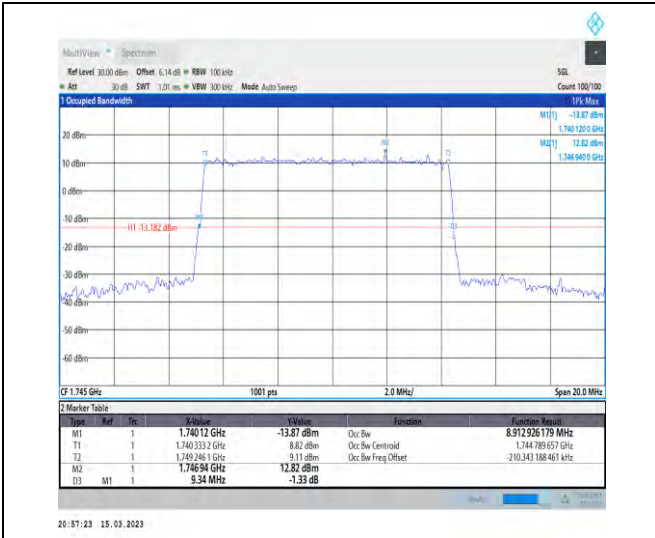 MultiView Spectrum
Ref Level 30.00 dBm Offset 6.14 dB RBW 100 kHz SGL
Att 30 dB SWT 1.01 ms VBW 300 kHz Mode Auto Sweep Count 100/100
1 Occupied Bandwidth 1Pk Max
M1[1] -13.87 dBm
1.740 120 0 GHz
M2[1] 12.82 dBm
1.746 940 0 GHz
20 dBm
M2
T1 T2
10 dBm
0 dBm
M1
-10 dBm
H1 -13.182 dBm D3
-20 dBm
-30 dBm
-40 dBm
-50 dBm
-60 dBm
CF 1.745 GHz 1001 pts 2.0 MHz/ Span 20.0 MHz
2 Marker Table
Type Ref Trc X-Value Y-Value Function Function Result
M1 1 1.74012 GHz -13.87 dBm Occ Bw 8.912 926 179 MHz
T1 1 1.740 333 2 GHz 8.82 dBm Occ Bw Centroid 1.744 789 657 GHz
T2 1 1.749 246 1 GHz 9.11 dBm Occ Bw Freq Offset -210.343 188 461 kHz
M2 1 1.74694 GHz 12.82 dBm
D3 M1 1 9.34 MHz -1.33 dB
20:57:23 15.03.2023